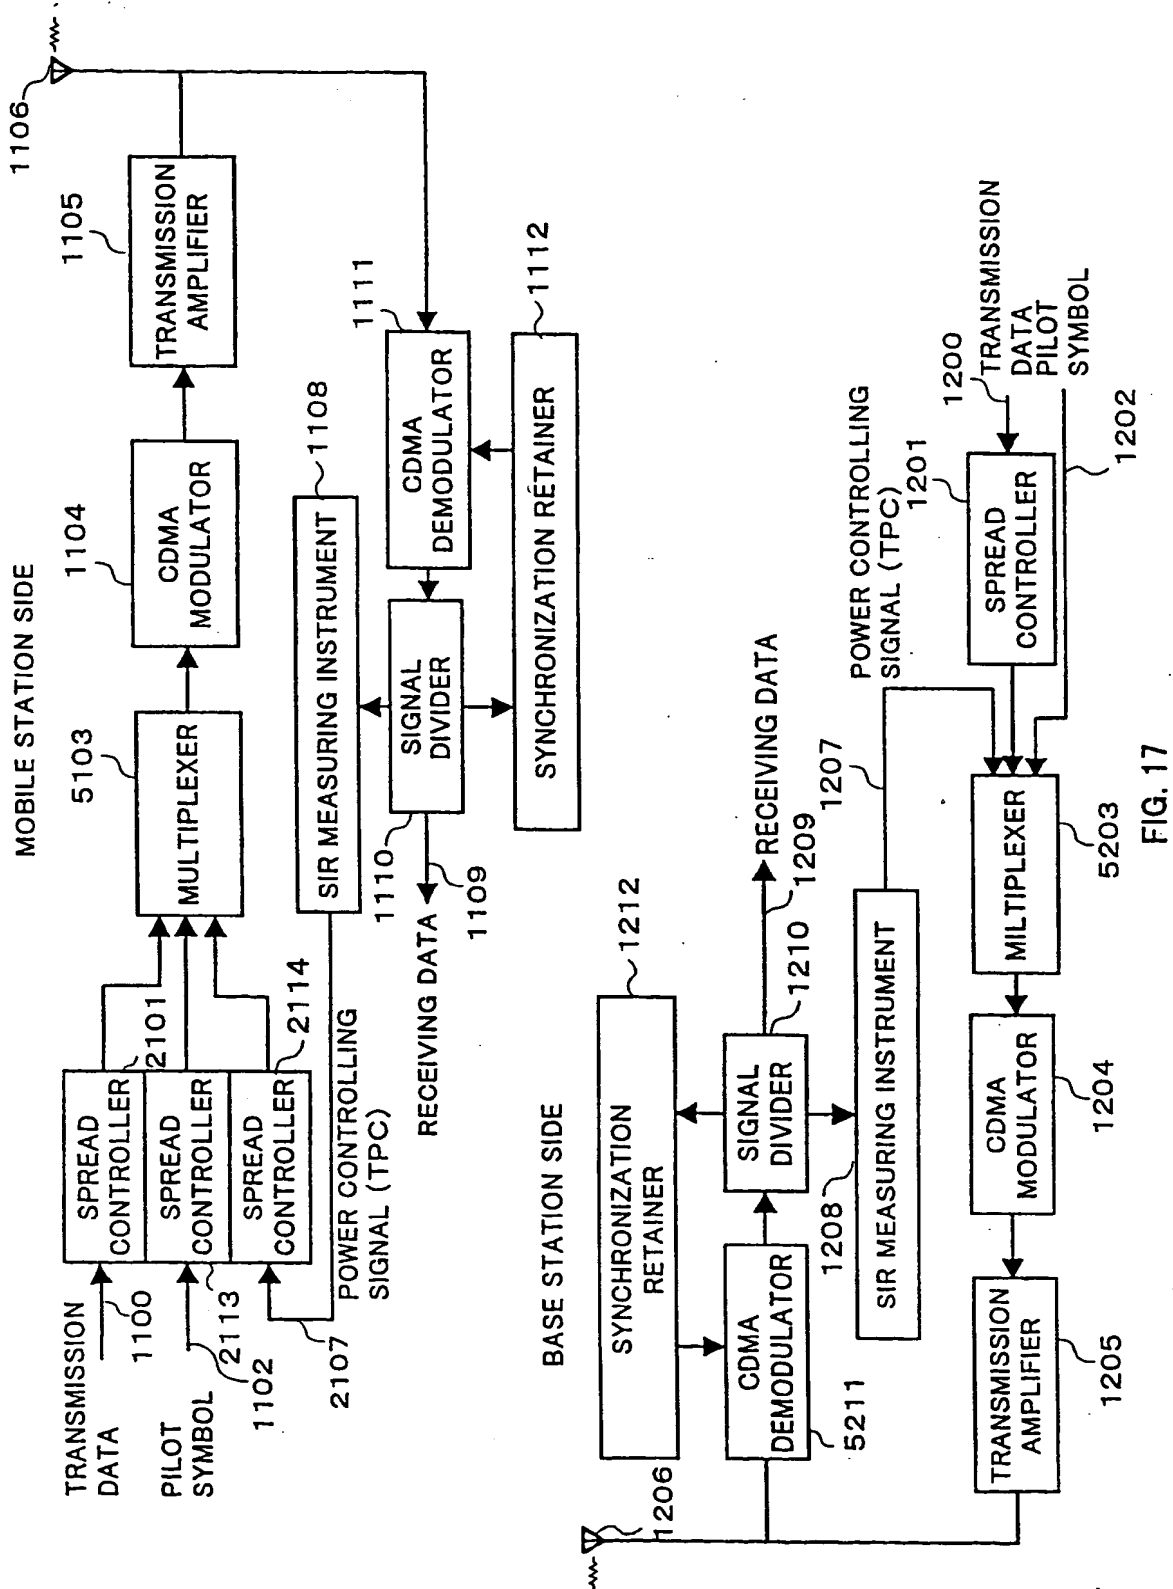 MOBILE STATION SIDE
TRANSMISSION
DATA
1100
PILOT
SYMBOL
1102
SPREAD
CONTROLLER
2101
SPREAD
CONTROLLER
2113
SPREAD
CONTROLLER
2114
2107
POWER CONTROLLING
SIGNAL (TPC)
MULTIPLEXER
5103
CDMA
MODULATOR
1104
TRANSMISSION
AMPLIFIER
1105
1106
SIR MEASURING INSTRUMENT
1108
RECEIVING DATA
1109
SIGNAL
DIVIDER
1110
CDMA
DEMODULATOR
1111
SYNCHRONIZATION RETAINER
1112
BASE STATION SIDE
1206
SYNCHRONIZATION
RETAINER
1212
CDMA
DEMODULATOR
5211
SIGNAL
DIVIDER
1210
RECEIVING DATA
1209
SIR MEASURING INSTRUMENT
1208
1207
POWER CONTROLLING
SIGNAL (TPC)
TRANSMISSION
AMPLIFIER
1205
CDMA
MODULATOR
1204
MILTIPLEXER
5203
SPREAD
CONTROLLER
1201
1200
TRANSMISSION
DATA
PILOT
SYMBOL
1202
FIG. 17